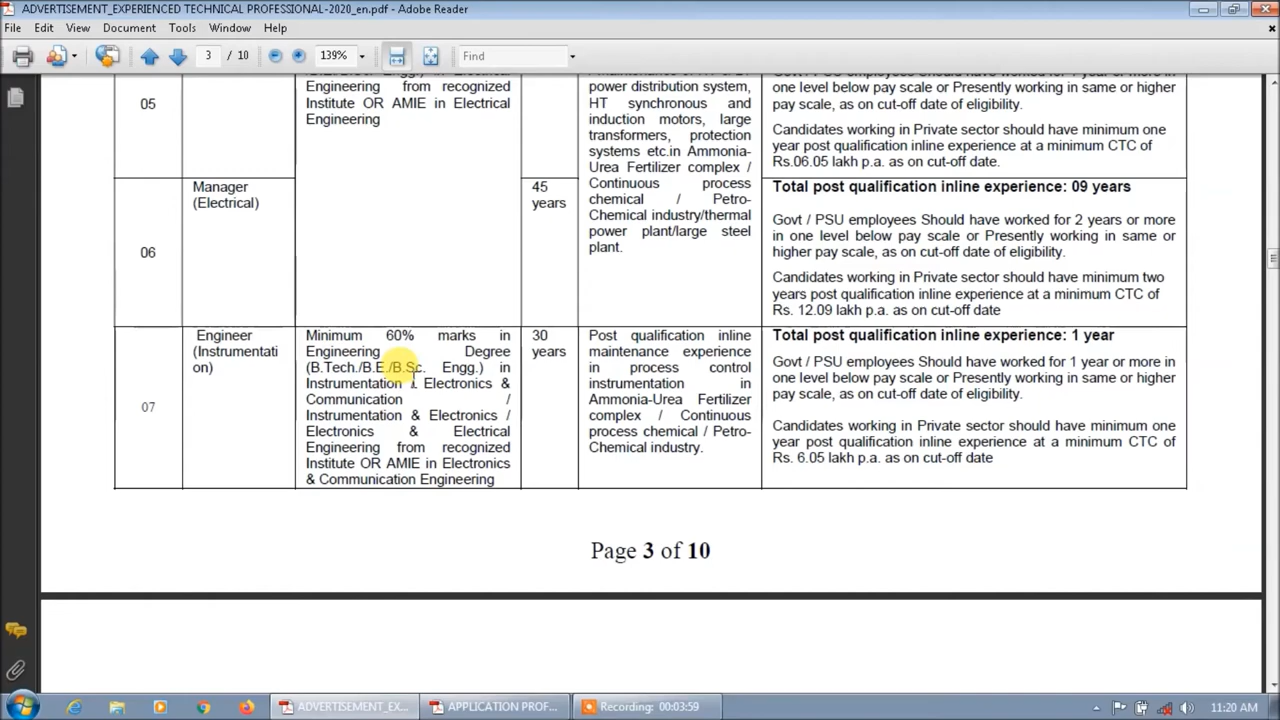 ADVERTISEMENT_EXPERIENCED TECHNICAL PROFESSIONAL-2020_en.pdf - Adobe Reader
File Edit View Document Tools Window Help
3 / 10 139% Find
05
Engineering from recognized
Institute OR AMIE in Electrical
Engineering
power distribution system,
HT synchronous and
induction motors, large
transformers, protection
systems etc.in Ammonia-
Urea Fertilizer complex /
Continuous process
chemical / Petro-
Chemical industry/thermal
power plant/large steel
plant.
one level below pay scale or Presently working in same or higher
pay scale, as on cut-off date of eligibility.
Candidates working in Private sector should have minimum one
year post qualification inline experience at a minimum CTC of
Rs.06.05 lakh p.a. as on cut-off date.
06
Manager
(Electrical)
45
years
Total post qualification inline experience: 09 years
Govt / PSU employees Should have worked for 2 years or more
in one level below pay scale or Presently working in same or
higher pay scale, as on cut-off date of eligibility.
Candidates working in Private sector should have minimum two
years post qualification inline experience at a minimum CTC of
Rs. 12.09 lakh p.a. as on cut-off date
07
Engineer
(Instrumentati
on)
Minimum 60% marks in
Engineering Degree
(B.Tech./B.E./B.Sc. Engg.) in
Instrumentation / Electronics &
Communication /
Instrumentation & Electronics /
Electronics & Electrical
Engineering from recognized
Institute OR AMIE in Electronics
& Communication Engineering
30
years
Post qualification inline
maintenance experience
in process control
instrumentation in
Ammonia-Urea Fertilizer
complex / Continuous
process chemical / Petro-
Chemical industry.
Total post qualification inline experience: 1 year
Govt / PSU employees Should have worked for 1 year or more in
one level below pay scale or Presently working in same or higher
pay scale, as on cut-off date of eligibility.
Candidates working in Private sector should have minimum one
year post qualification inline experience at a minimum CTC of
Rs. 6.05 lakh p.a. as on cut-off date
Page 3 of 10
ADVERTISEMENT_EX... APPLICATION PROF... Recording: 00:03:59 11:20 AM